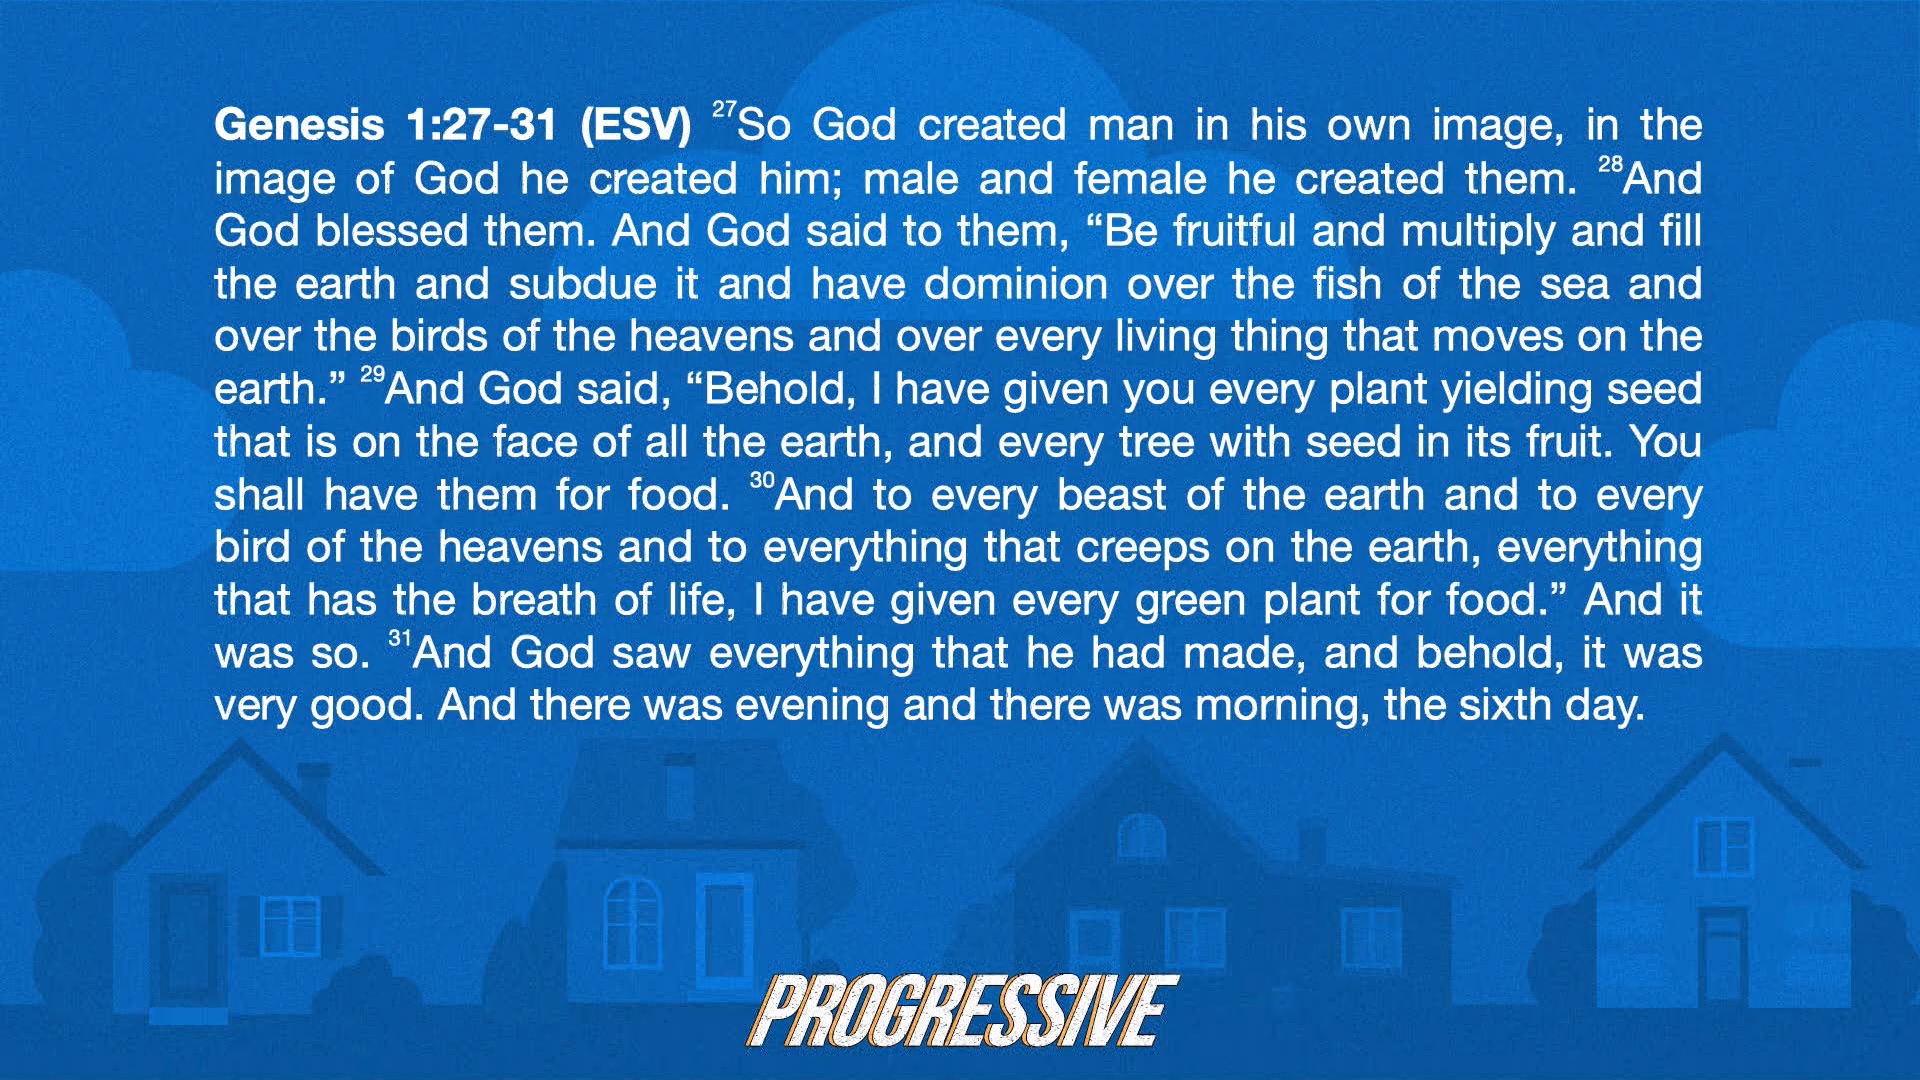 Genesis 1:27-31 (ESV) ²⁷So God created man in his own image, in the
image of God he created him; male and female he created them. ²⁸And
God blessed them. And God said to them, “Be fruitful and multiply and fill
the earth and subdue it and have dominion over the fish of the sea and
over the birds of the heavens and over every living thing that moves on the
earth.” ²⁹And God said, “Behold, I have given you every plant yielding seed
that is on the face of all the earth, and every tree with seed in its fruit. You
shall have them for food. ³⁰And to every beast of the earth and to every
bird of the heavens and to everything that creeps on the earth, everything
that has the breath of life, I have given every green plant for food.” And it
was so. ³¹And God saw everything that he had made, and behold, it was
very good. And there was evening and there was morning, the sixth day.
PROGRESSIVE